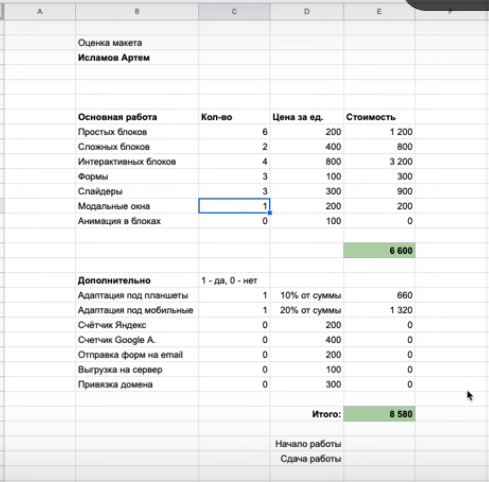 A B C D E F
Оценка макета
Исламов Артем
Основная работа Кол-во Цена за ед. Стоимость
Простых блоков 6 200 1 200
Сложных блоков 2 400 800
Интерактивных блоков 4 800 3 200
Формы 3 100 300
Слайдеры 3 300 900
Модальные окна 1 200 200
Анимация в блоках 0 100 0
6 600
Дополнительно 1 - да, 0 - нет
Адаптация под планшеты 1 10% от суммы 660
Адаптация под мобильные 1 20% от суммы 1 320
Счётчик Яндекс 0 200 0
Счетчик Google A. 0 400 0
Отправка форм на email 0 200 0
Выгрузка на сервер 0 100 0
Привязка домена 0 300 0
Итого: 8 580
Начало работы
Сдача работы